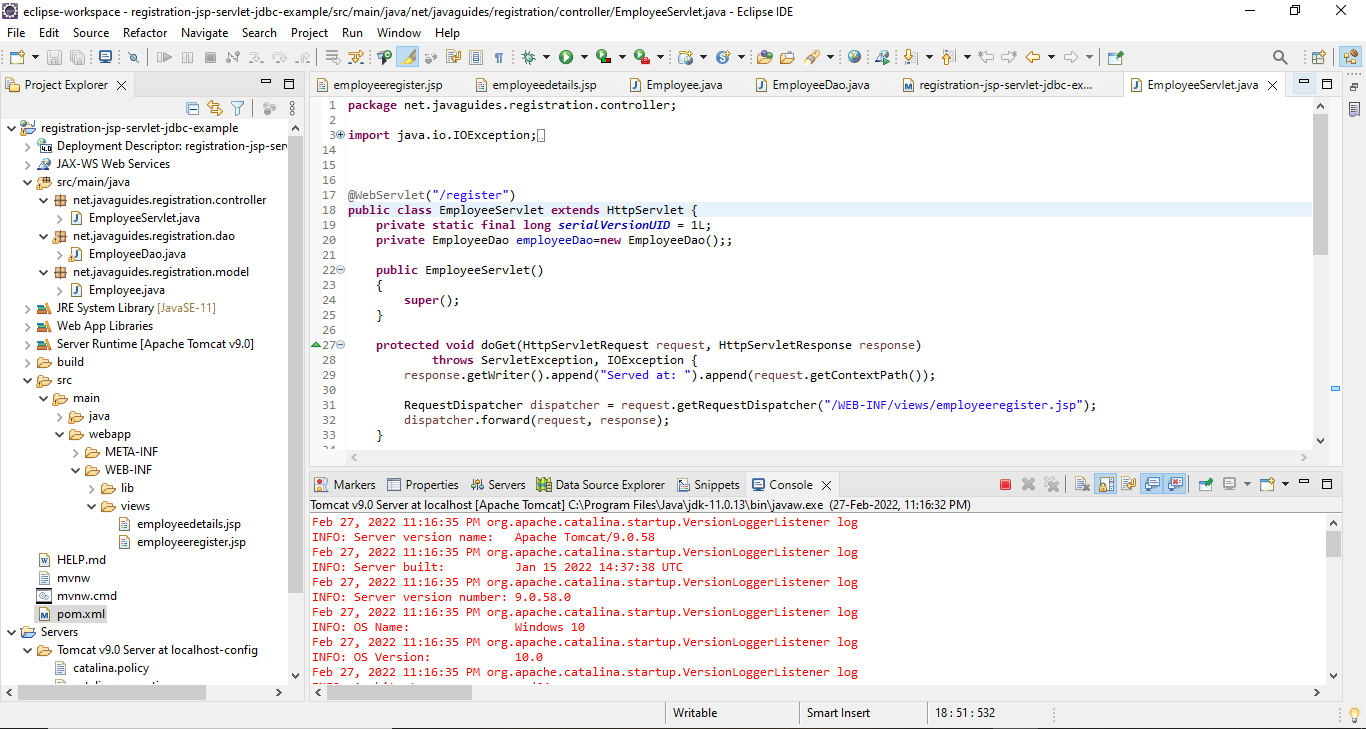 eclipse-workspace - registration-jsp-servlet-jdbc-example/src/main/java/net/javaguides/registration/controller/EmployeeServlet.java - Eclipse IDE
File Edit Source Refactor Navigate Search Project Run Window Help
Project Explorer
registration-jsp-servlet-jdbc-example
Deployment Descriptor: registration-jsp-ser
JAX-WS Web Services
src/main/java
net.javaguides.registration.controller
EmployeeServlet.java
net.javaguides.registration.dao
EmployeeDao.java
net.javaguides.registration.model
Employee.java
JRE System Library [JavaSE-11]
Web App Libraries
Server Runtime [Apache Tomcat v9.0]
build
src
main
java
webapp
META-INF
WEB-INF
lib
views
employeedetails.jsp
employeeregister.jsp
HELP.md
mvnw
mvnw.cmd
pom.xml
Servers
Tomcat v9.0 Server at localhost-config
catalina.policy
employeeregister.jsp employeedetails.jsp Employee.java EmployeeDao.java registration-jsp-servlet-jdbc-ex... EmployeeServlet.java
1 package net.javaguides.registration.controller;
2
3 import java.io.IOException;
14
15
16
17 @WebServlet("/register")
18 public class EmployeeServlet extends HttpServlet {
19 private static final long serialVersionUID = 1L;
20 private EmployeeDao employeeDao=new EmployeeDao();;
21
22 public EmployeeServlet()
23 {
24 super();
25 }
26
27 protected void doGet(HttpServletRequest request, HttpServletResponse response)
28 throws ServletException, IOException {
29 response.getWriter().append("Served at: ").append(request.getContextPath());
30
31 RequestDispatcher dispatcher = request.getRequestDispatcher("/WEB-INF/views/employeeregister.jsp");
32 dispatcher.forward(request, response);
33 }
Markers Properties Servers Data Source Explorer Snippets Console
Tomcat v9.0 Server at localhost [Apache Tomcat] C:\Program Files\Java\jdk-11.0.13\bin\javaw.exe (27-Feb-2022, 11:16:32 PM)
Feb 27, 2022 11:16:35 PM org.apache.catalina.startup.VersionLoggerListener log
INFO: Server version name: Apache Tomcat/9.0.58
Feb 27, 2022 11:16:35 PM org.apache.catalina.startup.VersionLoggerListener log
INFO: Server built: Jan 15 2022 14:37:38 UTC
Feb 27, 2022 11:16:35 PM org.apache.catalina.startup.VersionLoggerListener log
INFO: Server version number: 9.0.58.0
Feb 27, 2022 11:16:35 PM org.apache.catalina.startup.VersionLoggerListener log
INFO: OS Name: Windows 10
Feb 27, 2022 11:16:35 PM org.apache.catalina.startup.VersionLoggerListener log
INFO: OS Version: 10.0
Feb 27, 2022 11:16:35 PM org.apache.catalina.startup.VersionLoggerListener log
Writable Smart Insert 18 : 51 : 532